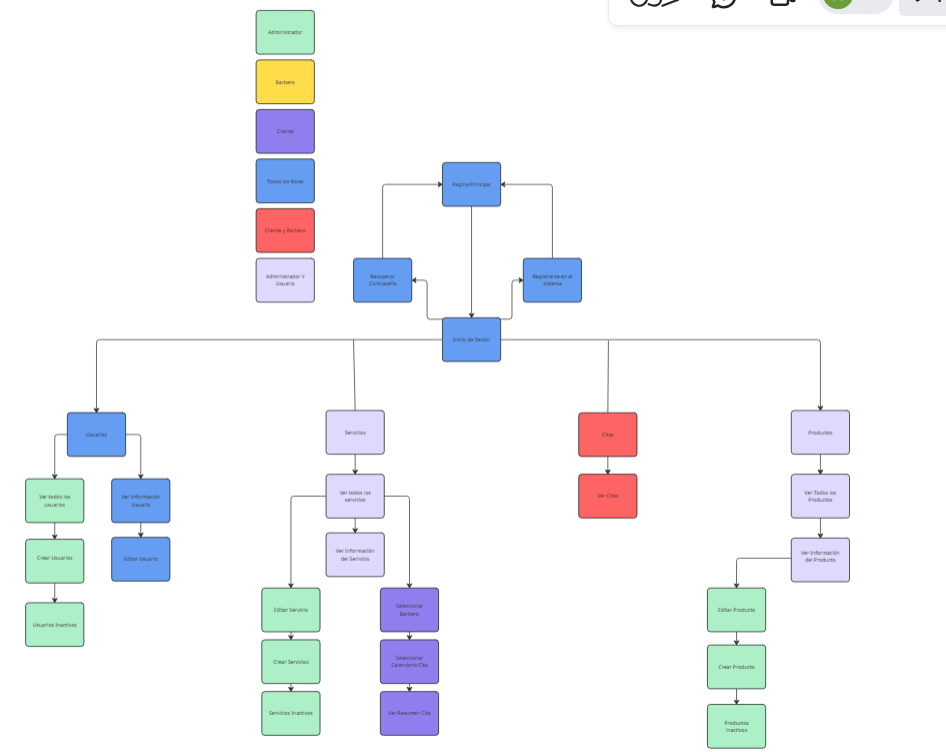 Administrador
Barbero
Cliente
Todos los Roles
Cliente y Barbero
Administrador Y
Usuario
Pagina Principal
Recuperar
Contraseña
Registrarse en el
sistema
Inicio de Sesión
Usuarios
Servicios
Citas
Productos
Ver todos los
usuarios
Ver Información
Usuario
Ver todos los
servicios
Ver Citas
Ver Todos los
Productos
Crear Usuarios
Editar Usuario
Ver Información
del Servicio
Ver Información
del Producto
Usuarios Inactivos
Editar Servicio
Seleccionar
Barbero
Editar Producto
Crear Servicios
Seleccionar
Calendario Cita
Crear Producto
Servicios Inactivos
Ver Resumen Cita
Productos
Inactivos